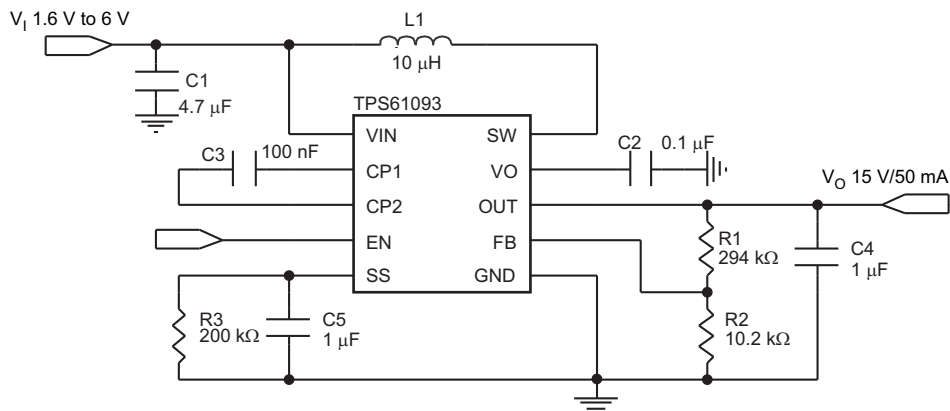 V_I 1.6 V to 6 V
L1
10 μH
C1
4.7 μF
TPS61093
VIN
SW
C3
100 nF
C2
0.1 μF
CP1
VO
V_O 15 V/50 mA
CP2
OUT
EN
FB
R1
294 kΩ
C4
1 μF
SS
GND
R3
200 kΩ
C5
1 μF
R2
10.2 kΩ